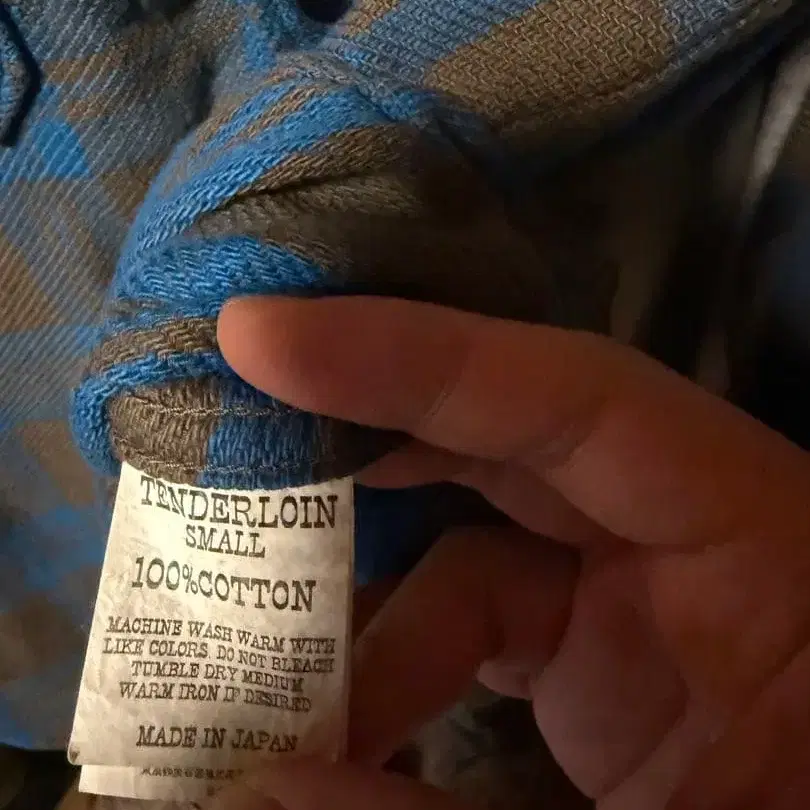 TENDERLOIN
SMALL
100%COTTON
MACHINE WASH WARM WITH
LIKE COLORS. DO NOT BLEACH
TUMBLE DRY MEDIUM
WARM IRON IF DESIRED
MADE IN JAPAN